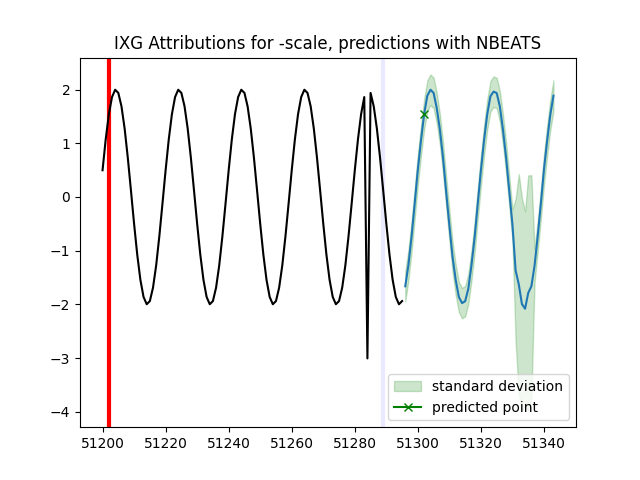 IXG Attributions for -scale, predictions with NBEATS
2
1
0
−1
−2
−3
−4
standard deviation
predicted point
51200 51220 51240 51260 51280 51300 51320 51340